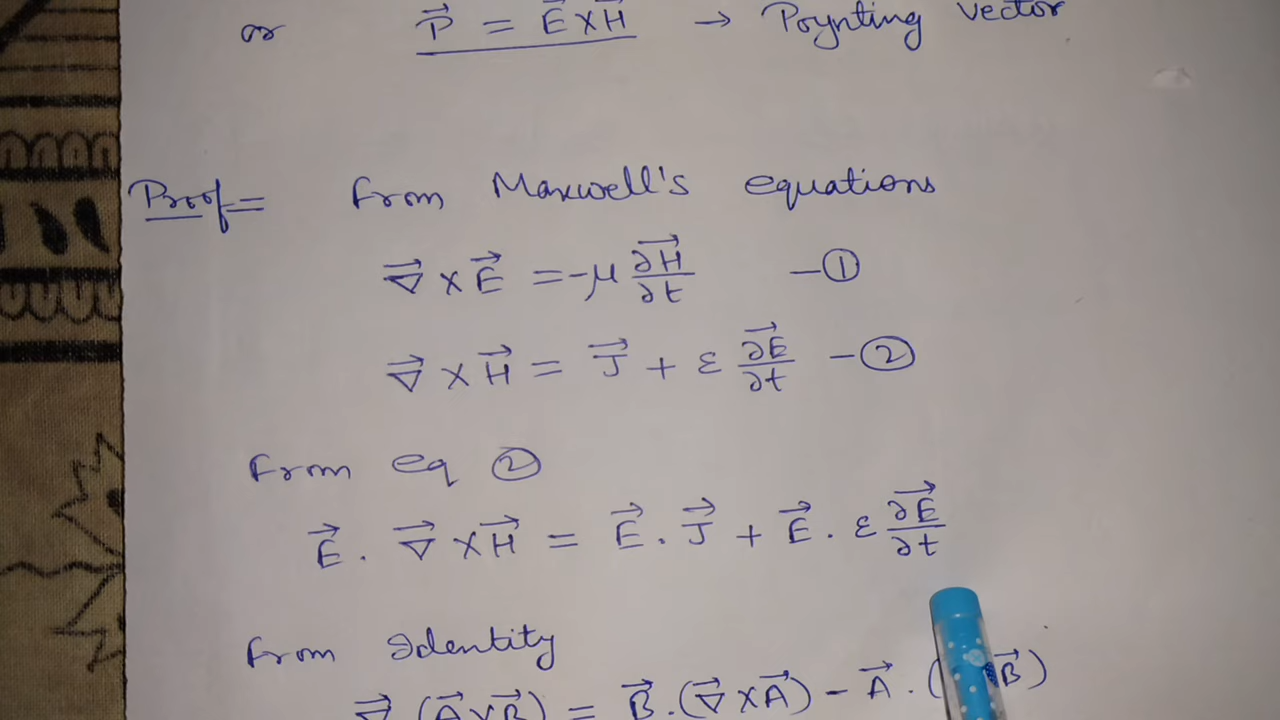 or P⃗ = E⃗ × H⃗ → Poynting vector
Proof = From Maxwell's equations
∇⃗ × E⃗ = -μ ∂H⃗/∂t —①
∇⃗ × H⃗ = J⃗ + ε ∂E⃗/∂t —②
From eq ②
E⃗ . ∇⃗ × H⃗ = E⃗ . J⃗ + E⃗ . ε ∂E⃗/∂t
From Identity
∇⃗ (A⃗ × B⃗) = B⃗ . (∇⃗ × A⃗) - A⃗ . ( B⃗)